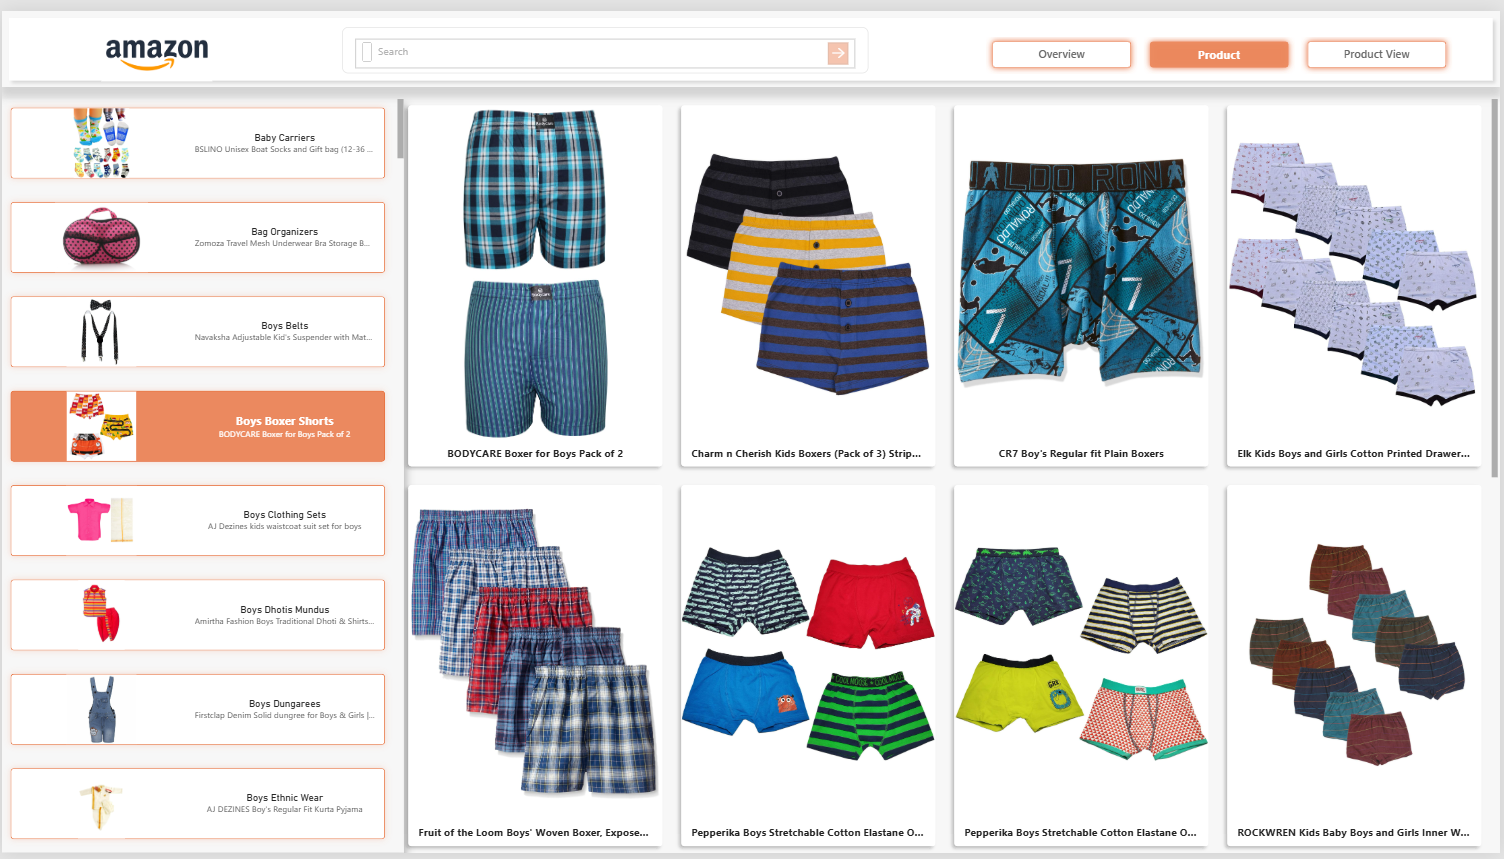 amazon
Search
Overview
Product
Product View
Baby Carriers
BSLINO Unisex Boat Socks and Gift bag (12-36 ...
Bag Organizers
Zomoza Travel Mesh Underwear Bra Storage B...
Boys Belts
Navaksha Adjustable Kid's Suspender with Mat...
Boys Boxer Shorts
BODYCARE Boxer for Boys Pack of 2
Boys Clothing Sets
AJ Dezines kids waistcoat suit set for boys
Boys Dhotis Mundus
Amirtha Fashion Boys Traditional Dhoti & Shirts...
Boys Dungarees
Firstclap Denim Solid dungree for Boys & Girls |...
Boys Ethnic Wear
AJ DEZINES Boy's Regular Fit Kurta Pyjama
LDO RON
RONALDO
7
7
BODYCARE Boxer for Boys Pack of 2
Charm n Cherish Kids Boxers (Pack of 3) Strip...
CR7 Boy's Regular fit Plain Boxers
Elk Kids Boys and Girls Cotton Printed Drawer...
Fruit of the Loom Boys' Woven Boxer, Expose...
Pepperika Boys Stretchable Cotton Elastane O...
Pepperika Boys Stretchable Cotton Elastane O...
ROCKWREN Kids Baby Boys and Girls Inner W...